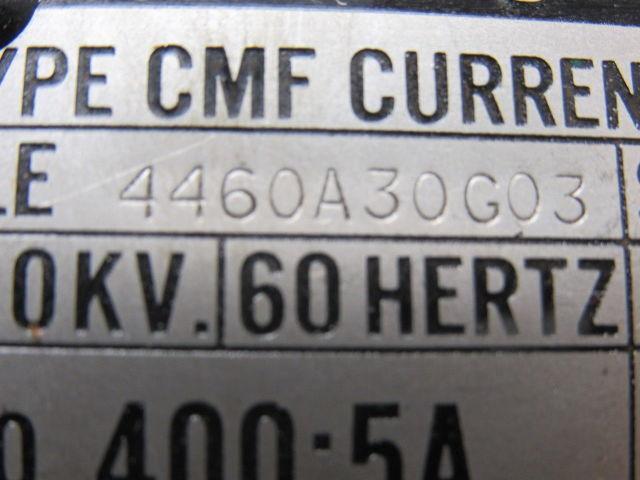 YPE CMF CURREN
LE 4460A30G03
0KV. 60 HERTZ
0 400:5A